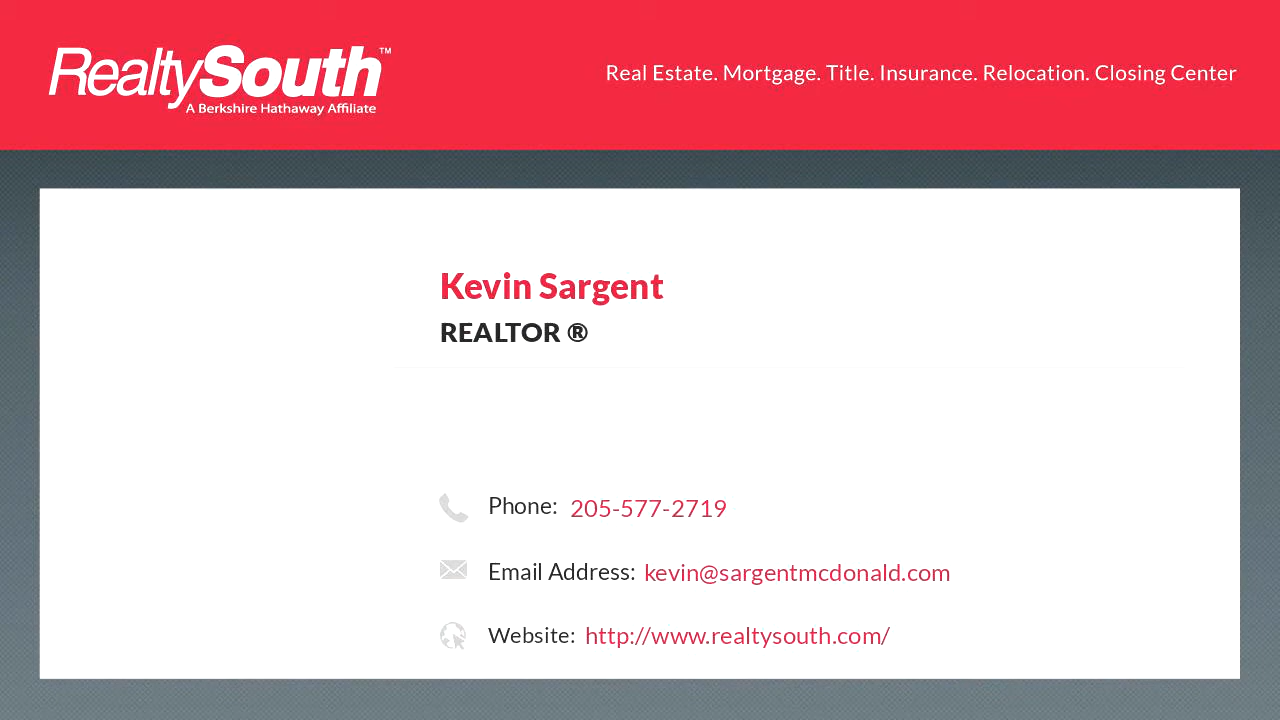 RealtySouth™
A Berkshire Hathaway Affiliate
Real Estate. Mortgage. Title. Insurance. Relocation. Closing Center
Kevin Sargent
REALTOR ®
Phone: 205-577-2719
Email Address: kevin@sargentmcdonald.com
Website: http://www.realtysouth.com/